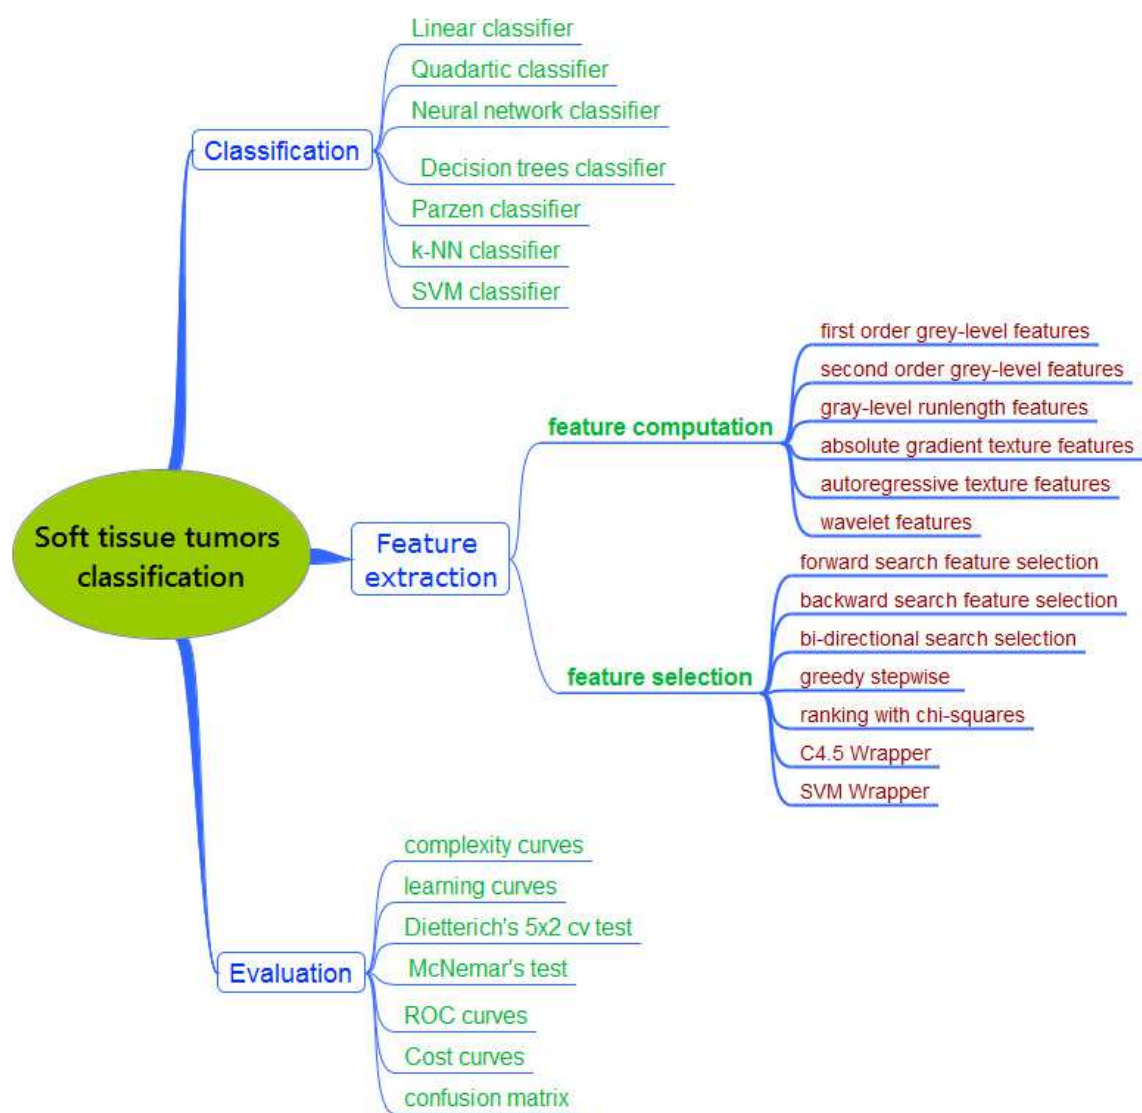 Linear classifier
Quadartic classifier
Neural network classifier
Classification
Decision trees classifier
Parzen classifier
k-NN classifier
SVM classifier
first order grey-level features
second order grey-level features
gray-level runlength features
feature computation
absolute gradient texture features
autoregressive texture features
wavelet features
Soft tissue tumors
classification
Feature
extraction
forward search feature selection
backward search feature selection
bi-directional search selection
feature selection
greedy stepwise
ranking with chi-squares
C4.5 Wrapper
SVM Wrapper
complexity curves
learning curves
Dietterich's 5x2 cv test
Evaluation
McNemar's test
ROC curves
Cost curves
confusion matrix